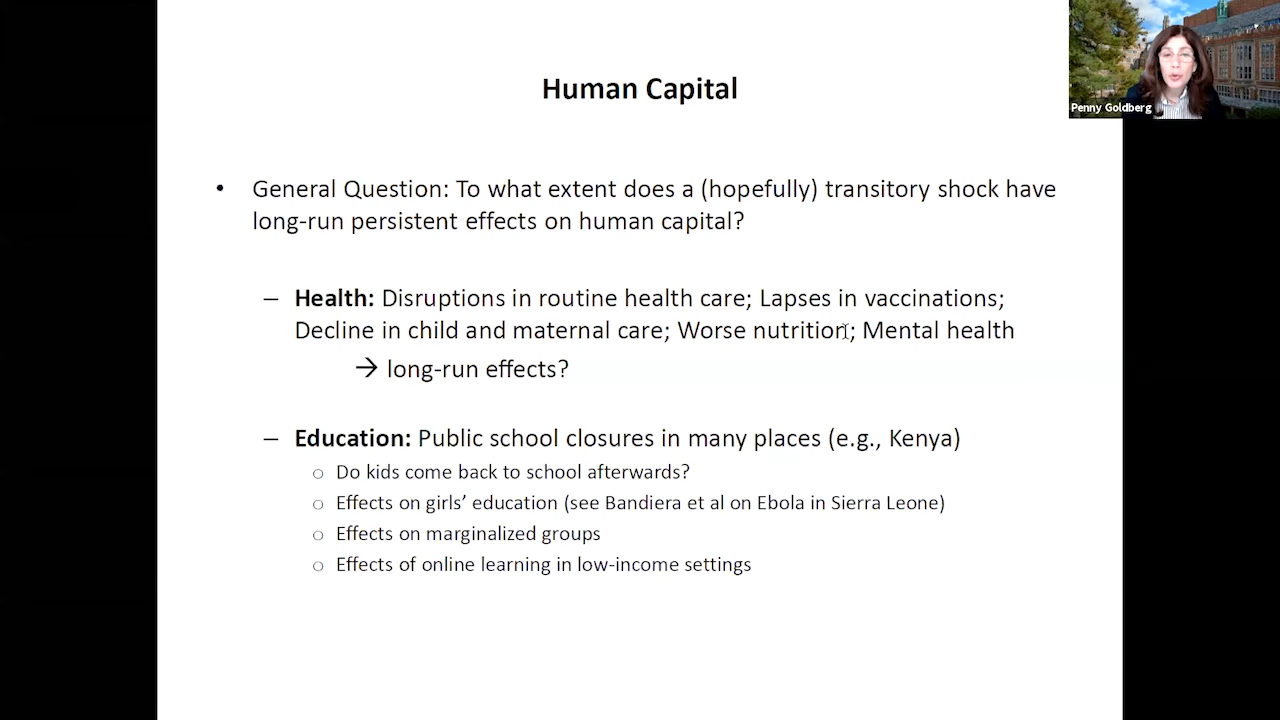 Human Capital
• General Question: To what extent does a (hopefully) transitory shock have
long-run persistent effects on human capital?
– Health: Disruptions in routine health care; Lapses in vaccinations;
Decline in child and maternal care; Worse nutrition; Mental health
→ long-run effects?
– Education: Public school closures in many places (e.g., Kenya)
○ Do kids come back to school afterwards?
○ Effects on girls’ education (see Bandiera et al on Ebola in Sierra Leone)
○ Effects on marginalized groups
○ Effects of online learning in low-income settings
Penny Goldberg